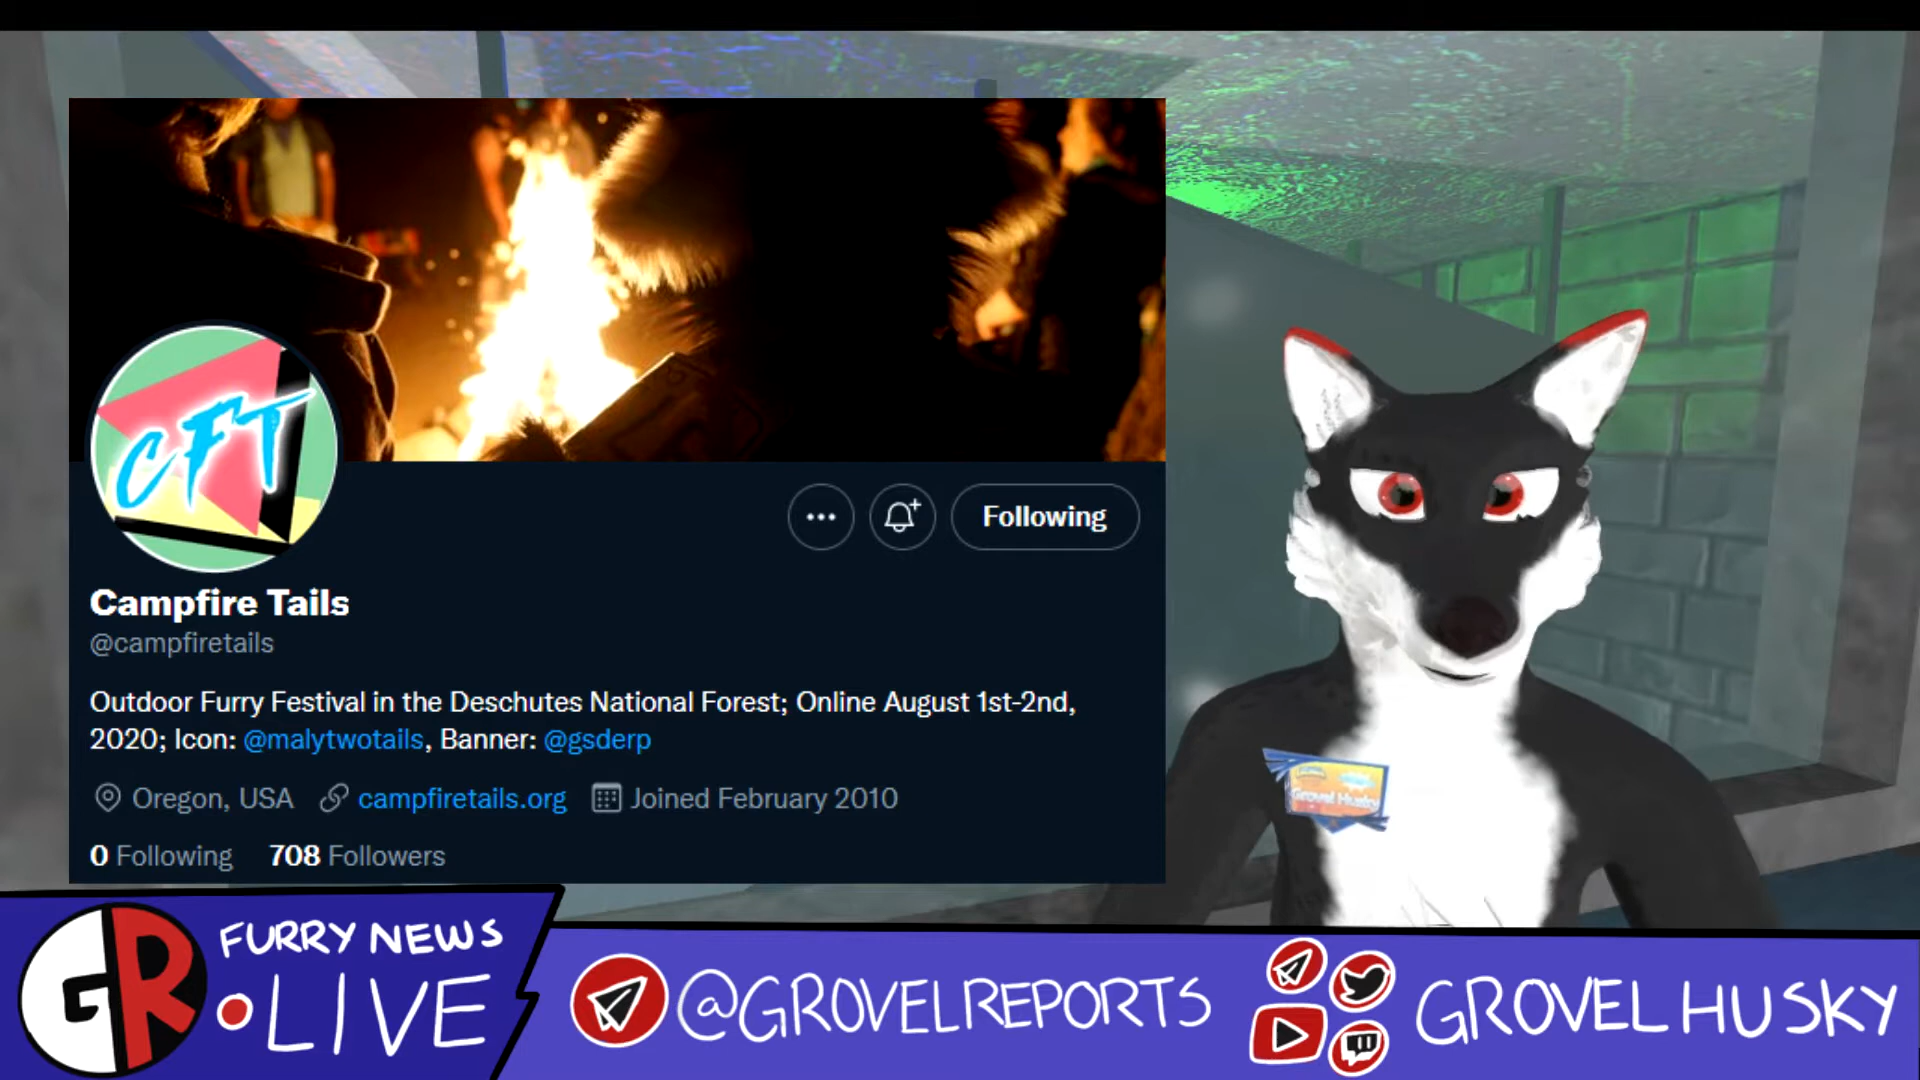 CFT
Following
Campfire Tails
@campfiretails
Outdoor Furry Festival in the Deschutes National Forest; Online August 1st-2nd,
2020; Icon: @malytwotails, Banner: @gsderp
Oregon, USA campfiretails.org Joined February 2010
0 Following 708 Followers
Grovel Husky
GR
FURRY NEWS
LIVE
@GROVELREPORTS
GROVELHUSKY